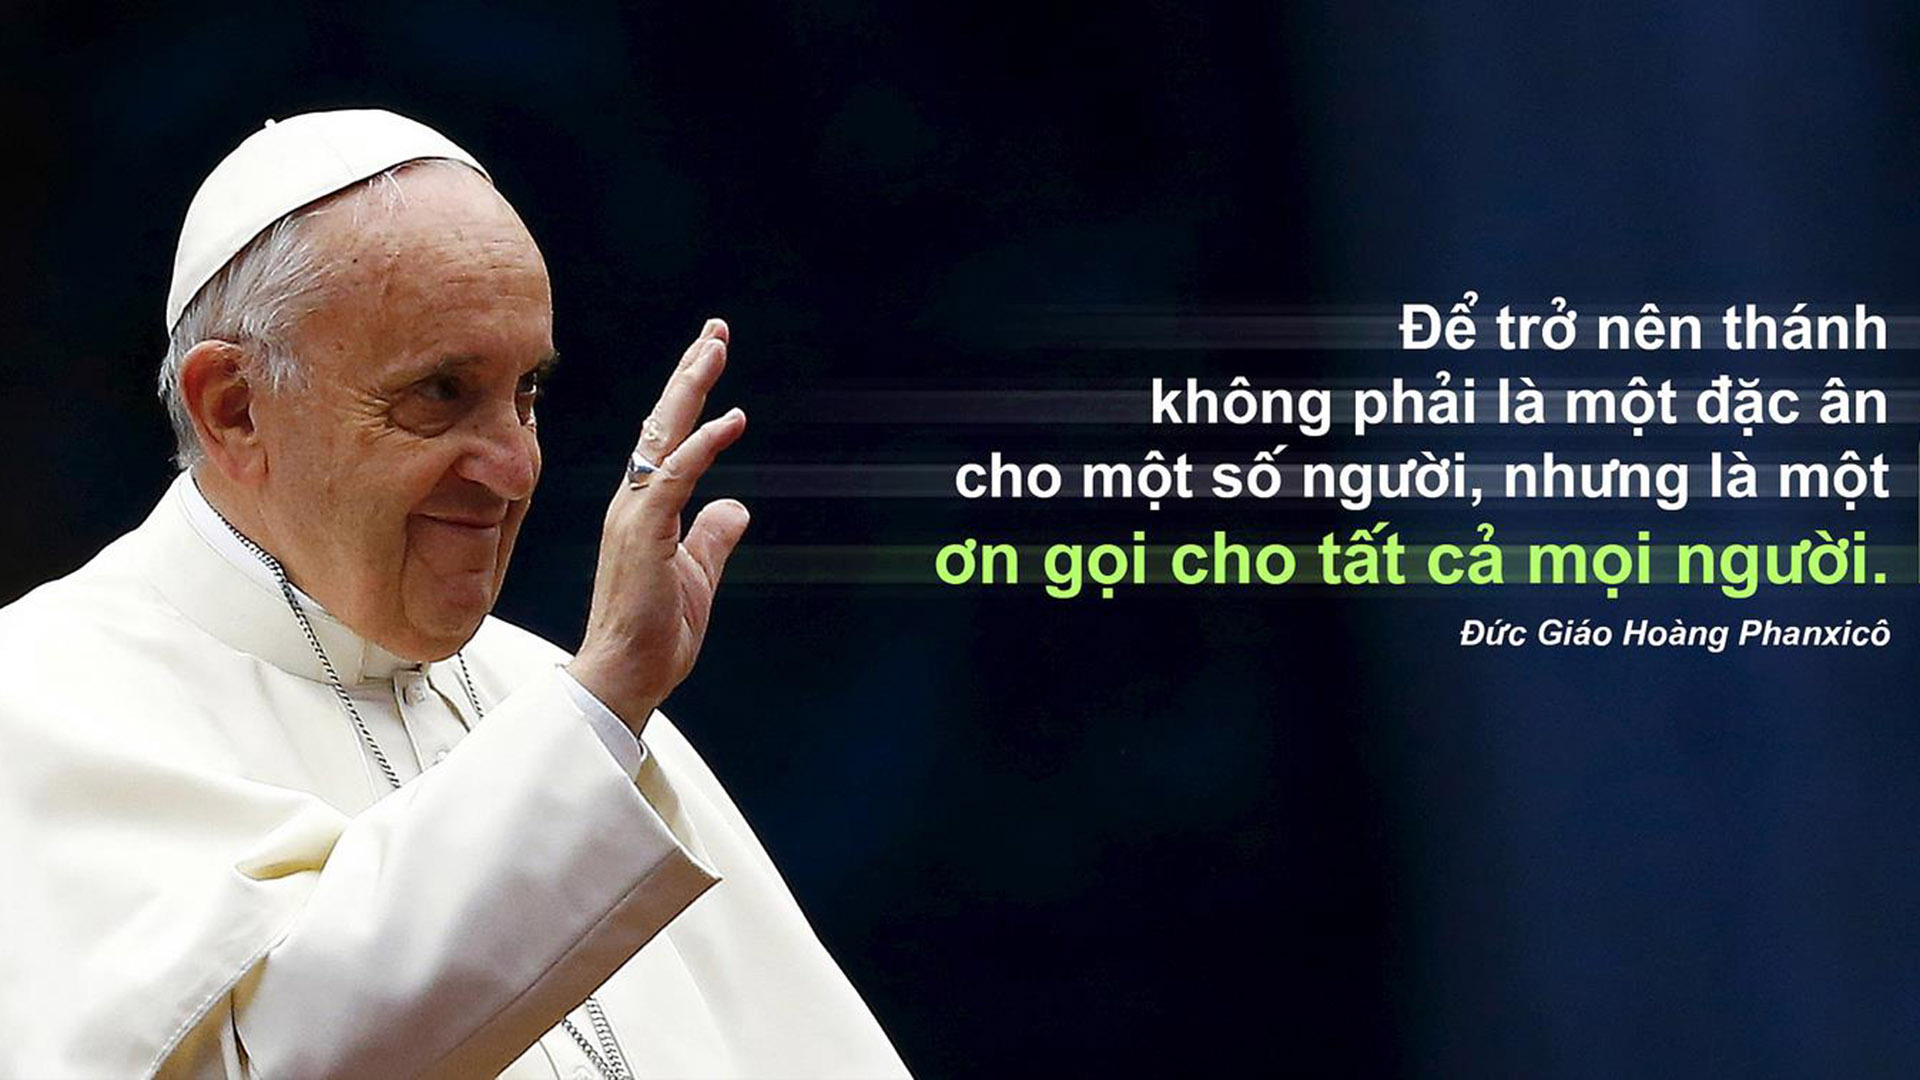 Để trở nên thánh
không phải là một đặc ân
cho một số người, nhưng là một
ơn gọi cho tất cả mọi người.
Đức Giáo Hoàng Phanxicô